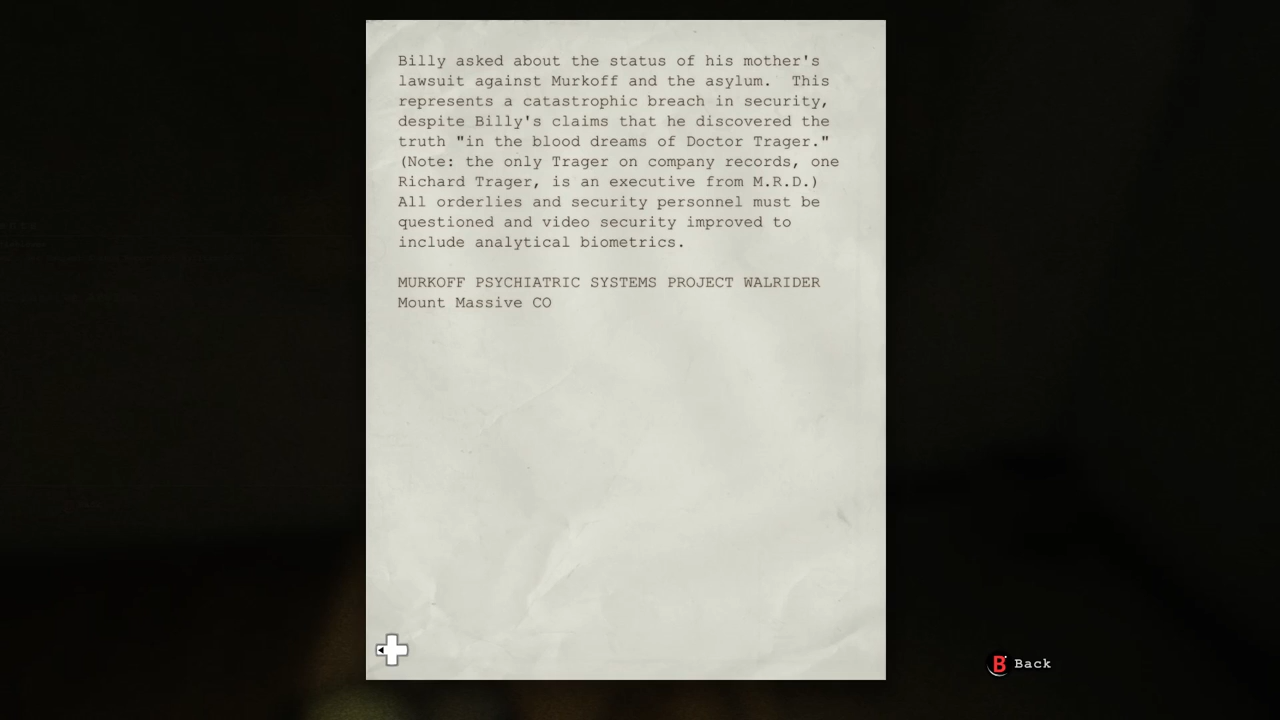 Billy asked about the status of his mother's
lawsuit against Murkoff and the asylum.  This
represents a catastrophic breach in security,
despite Billy's claims that he discovered the
truth "in the blood dreams of Doctor Trager."
(Note: the only Trager on company records, one
Richard Trager, is an executive from M.R.D.)
All orderlies and security personnel must be
questioned and video security improved to
include analytical biometrics.

MURKOFF PSYCHIATRIC SYSTEMS PROJECT WALRIDER
Mount Massive CO
B Back